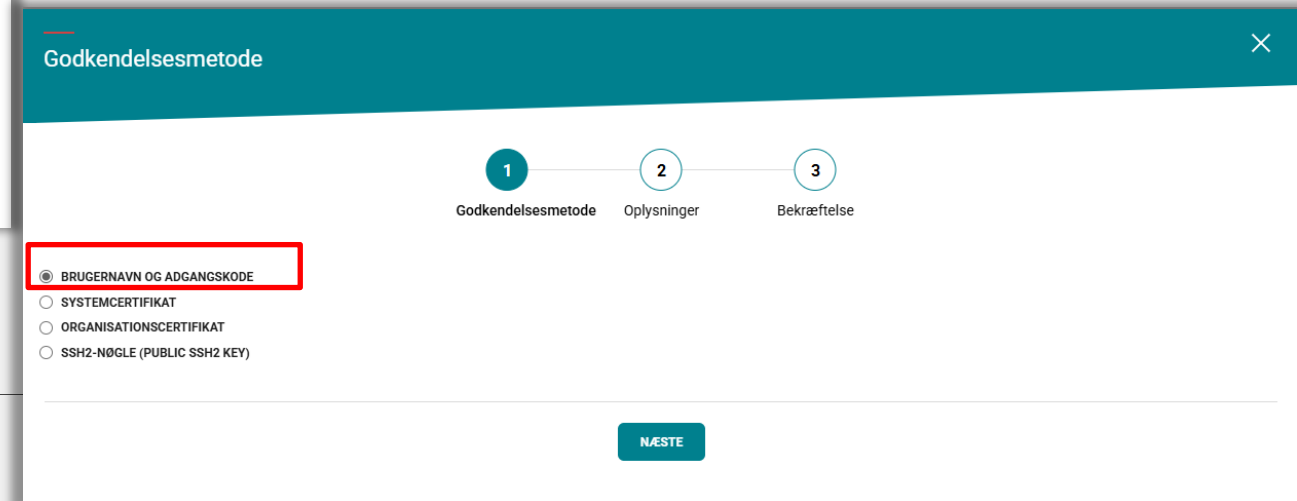 Godkendelsesmetode
1
2
3
Godkendelsesmetode
Oplysninger
Bekræftelse
BRUGERNAVN OG ADGANGSKODE
SYSTEMCERTIFIKAT
ORGANISATIONSCERTIFIKAT
SSH2-NØGLE (PUBLIC SSH2 KEY)
NÆSTE